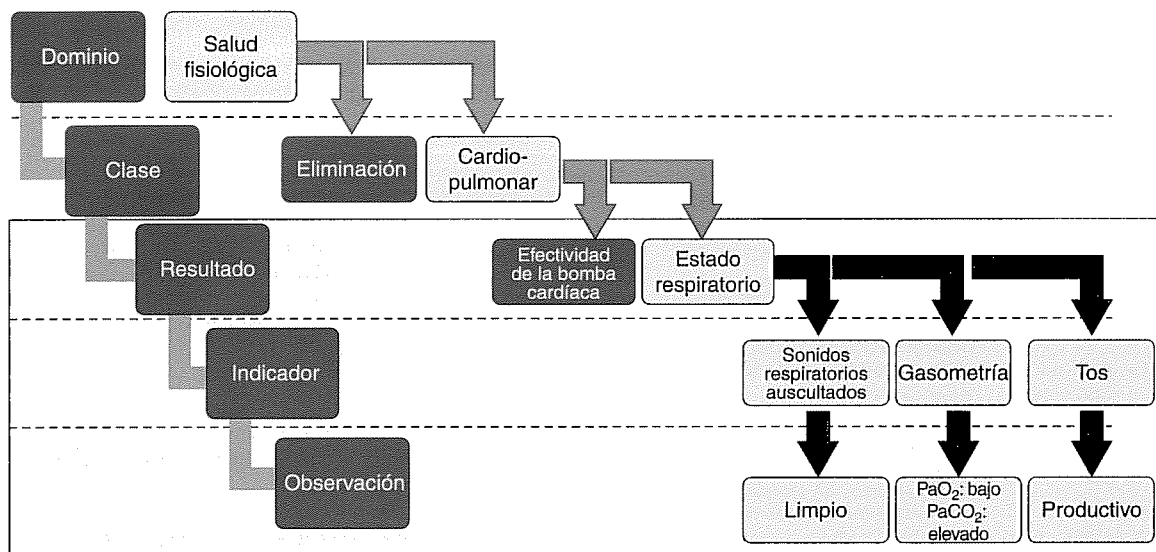 Dominio
Salud
fisiológica
Clase
Eliminación
Cardio-
pulmonar
Resultado
Efectividad
de la bomba
cardíaca
Estado
respiratorio
Indicador
Sonidos
respiratorios
auscultados
Gasometría
Tos
Observación
Limpio
PaO₂: bajo
PaCO₂:
elevado
Productivo